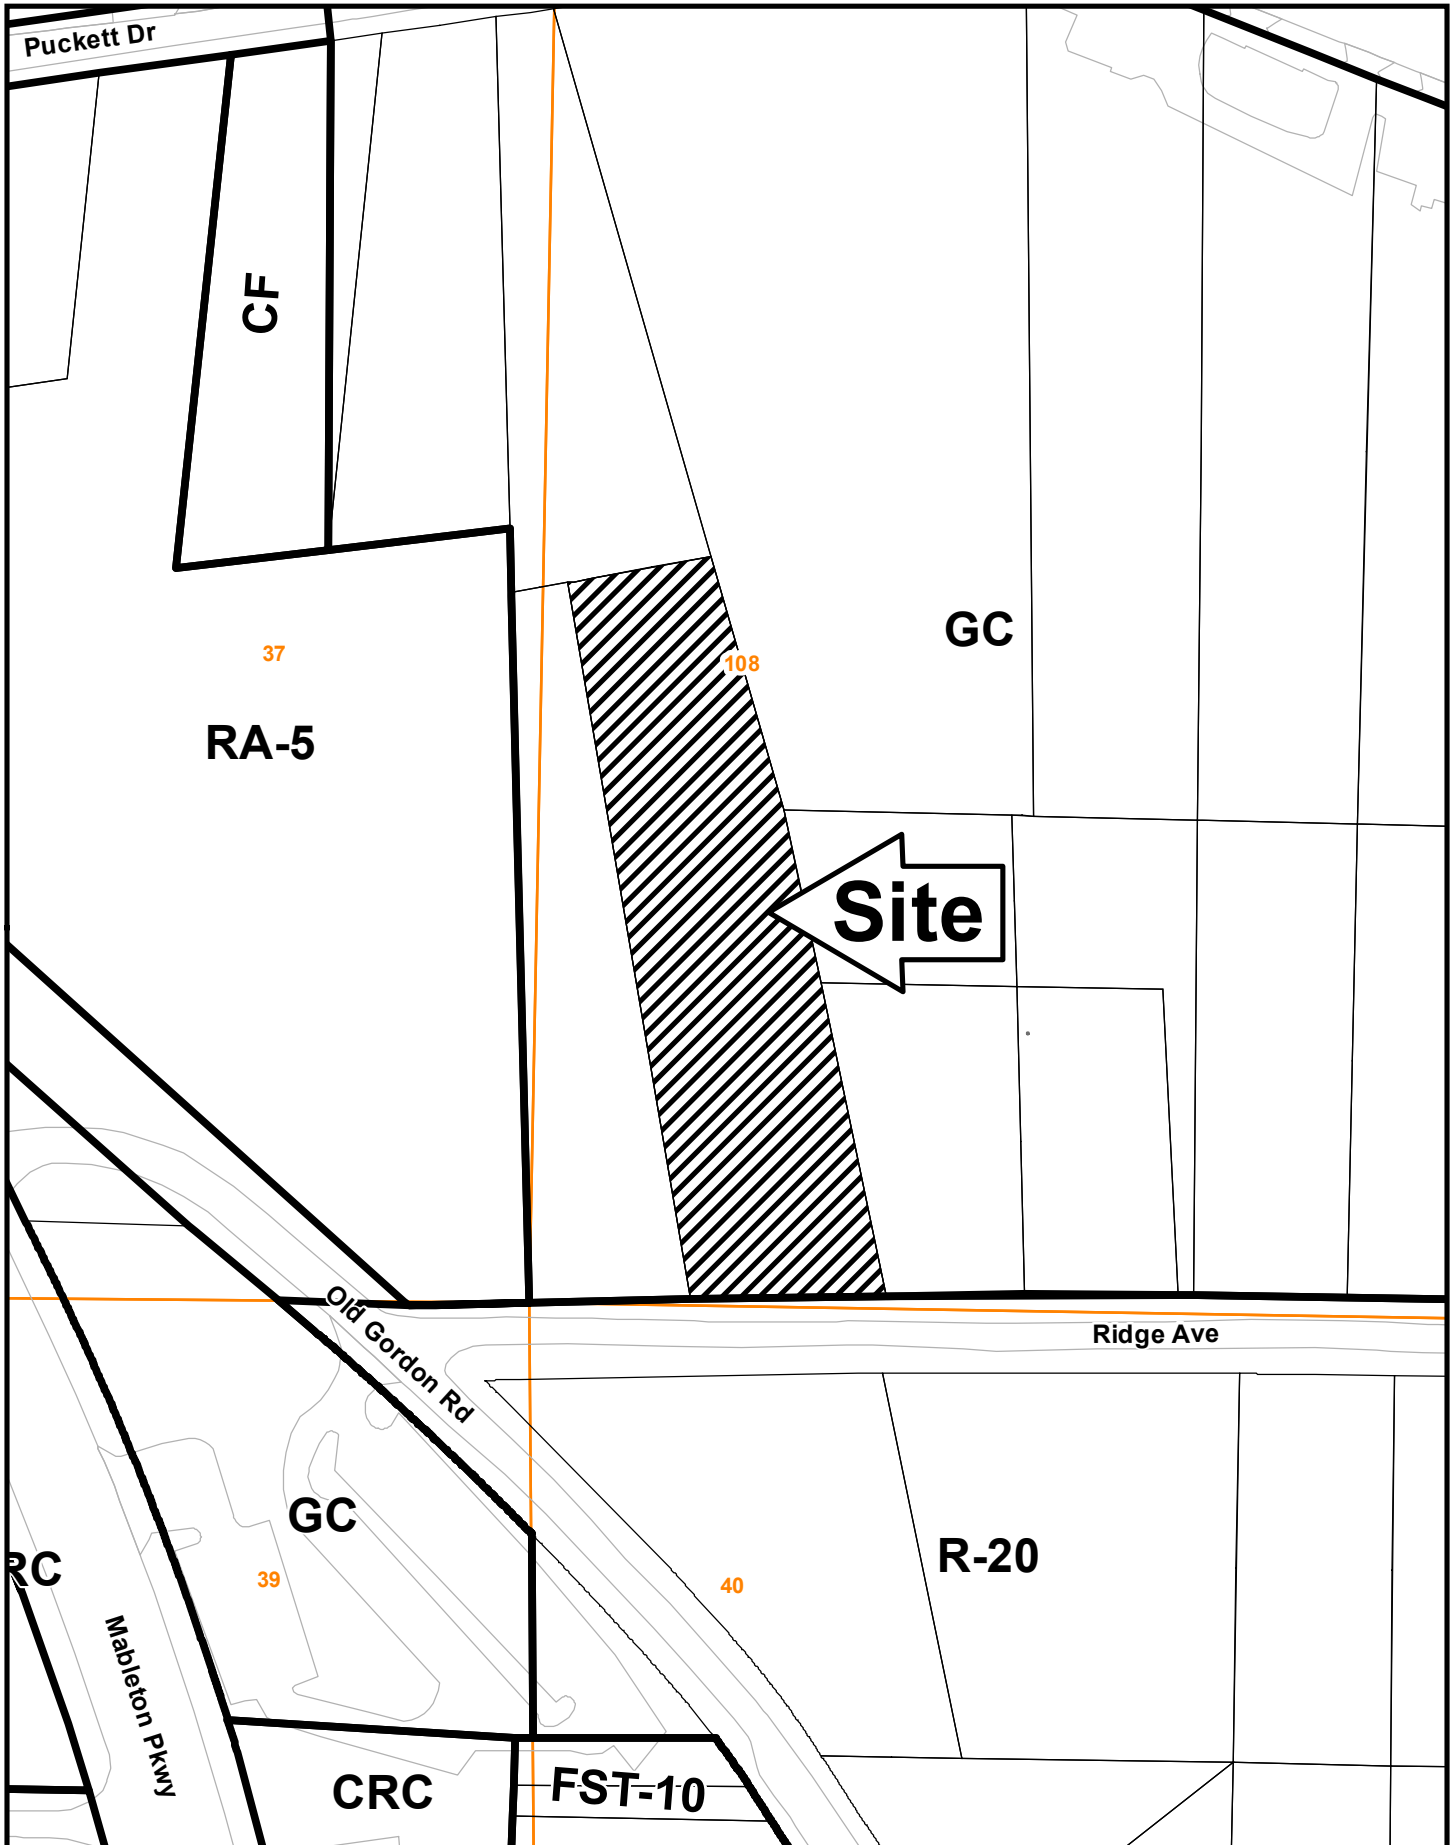 Puckett Dr
CF
GC
37
108
RA-5
Site
Old Gordon Rd
Ridge Ave
GC
R-20
RC
39
40
Mableton Pkwy
CRC
FST-10